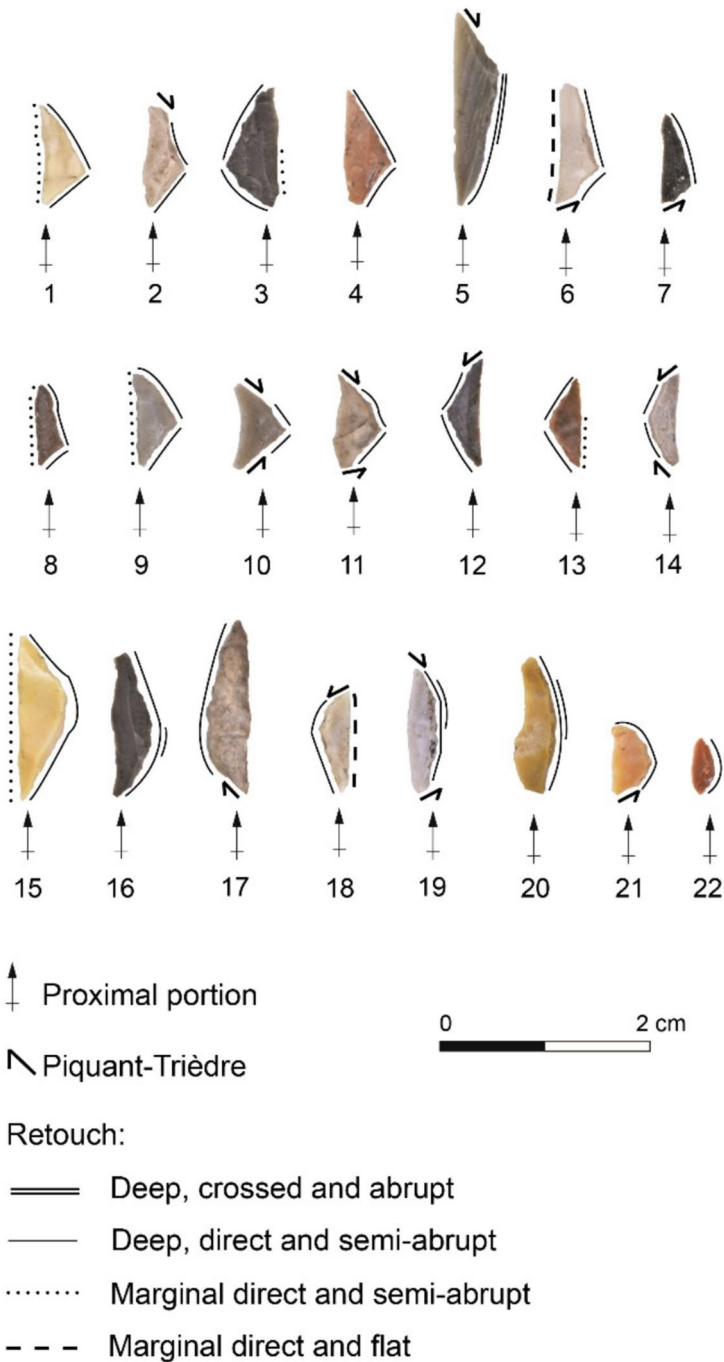 1 2 3 4 5 6 7
8 9 10 11 12 13 14
15 16 17 18 19 20 21 22
Proximal portion
0 2 cm
Piquant-Trièdre
Retouch:
Deep, crossed and abrupt
Deep, direct and semi-abrupt
Marginal direct and semi-abrupt
Marginal direct and flat